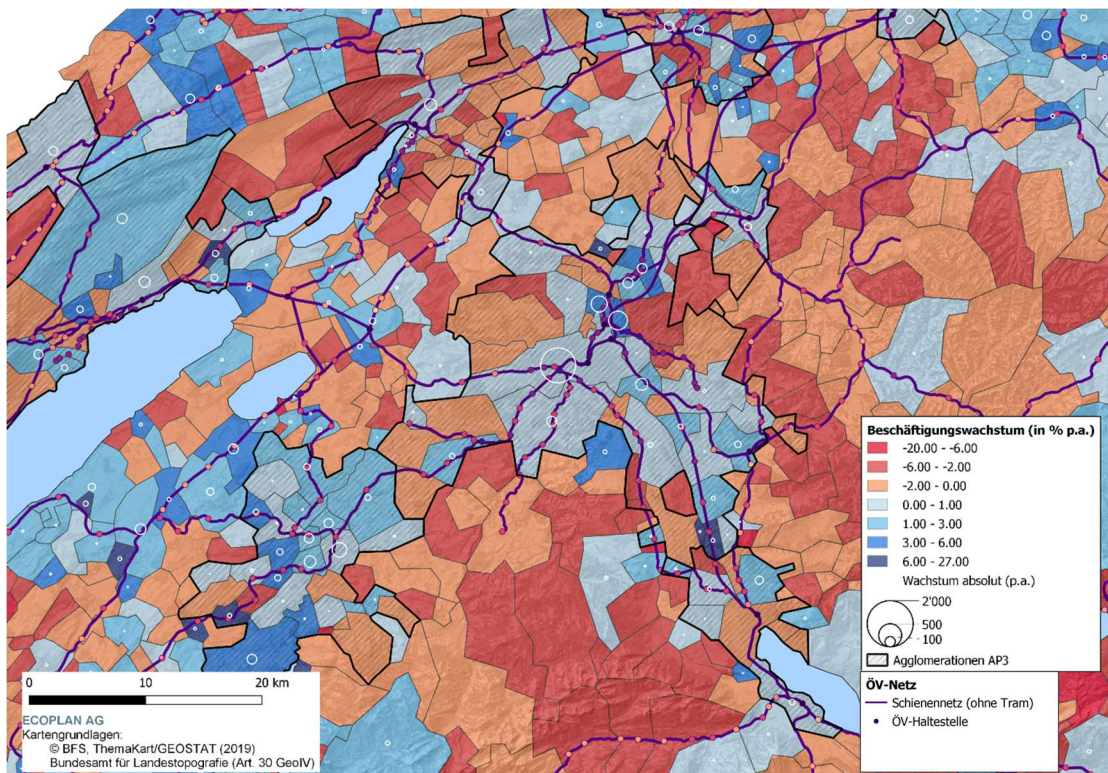 Beschäftigungswachstum (in % p.a.)
-20.00 - -6.00
-6.00 - -2.00
-2.00 - 0.00
0.00 - 1.00
1.00 - 3.00
3.00 - 6.00
6.00 - 27.00
Wachstum absolut (p.a.)
2'000
500
100
Agglomerationen AP3
ÖV-Netz
Schienennetz (ohne Tram)
ÖV-Haltestelle
0 10 20 km
ECOPLAN AG
Kartengrundlagen:
© BFS, ThemaKart/GEOSTAT (2019)
Bundesamt für Landestopografie (Art. 30 GeoIV)